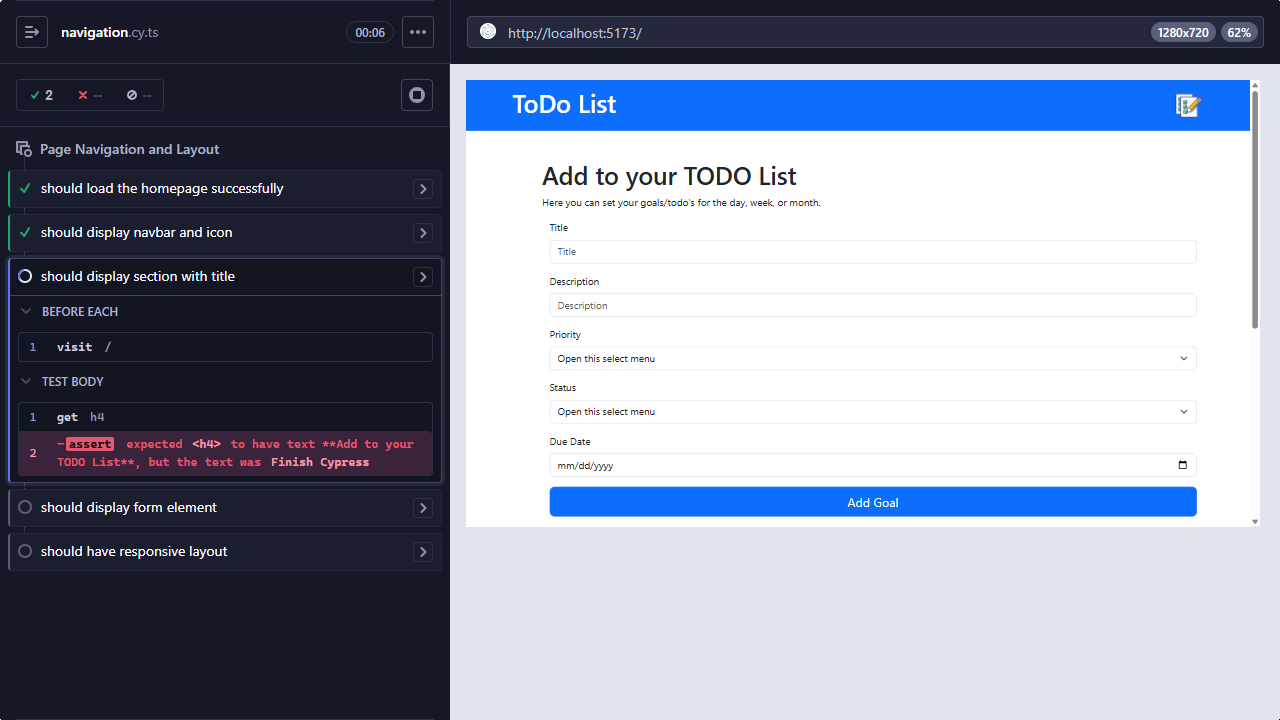 navigation.cy.ts
00:06
2 -- --
Page Navigation and Layout
should load the homepage successfully
should display navbar and icon
should display section with title
BEFORE EACH
1 visit /
TEST BODY
1 get h4
2 -assert expected <h4> to have text **Add to your
TODO List**, but the text was Finish Cypress
should display form element
should have responsive layout
http://localhost:5173/
1280x720 62%
ToDo List
Add to your TODO List
Here you can set your goals/todo's for the day, week, or month.
Title
Title
Description
Description
Priority
Open this select menu
Status
Open this select menu
Due Date
mm/dd/yyyy
Add Goal